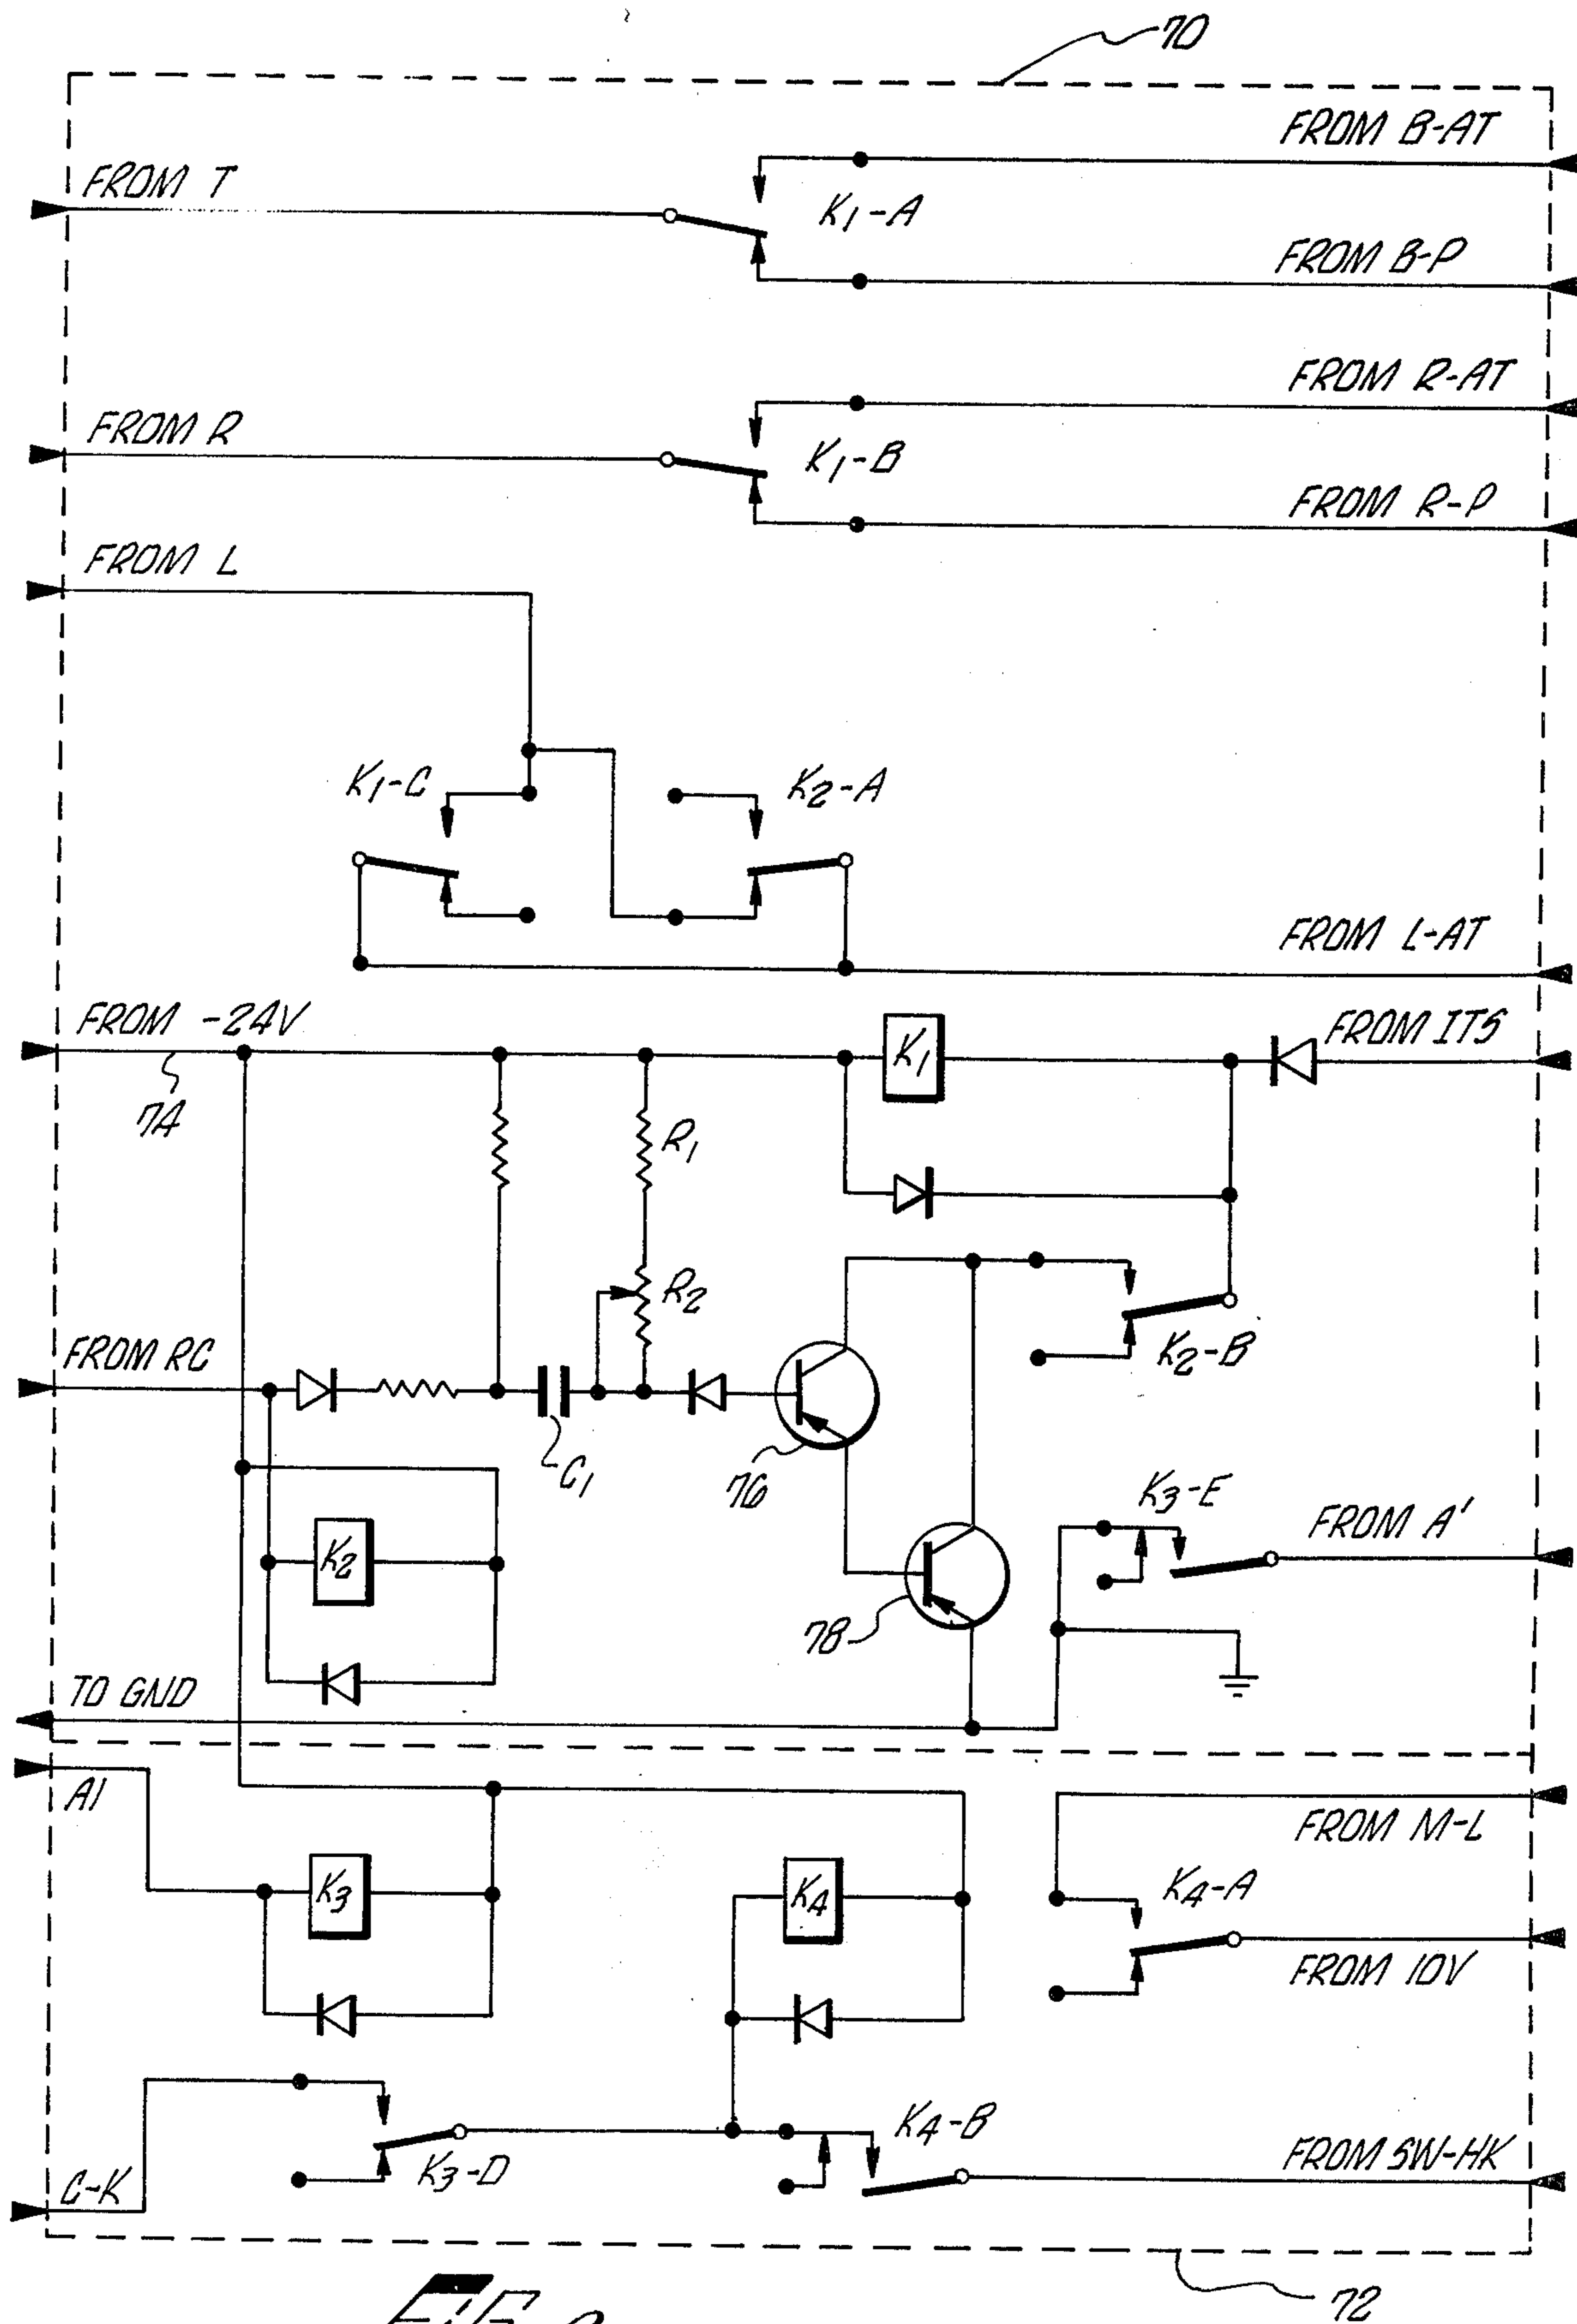 70
FROM B-AT
FROM T
K1-A
FROM B-P
FROM R-AT
FROM R
K1-B
FROM R-P
FROM L
K1-C
K2-A
FROM L-AT
FROM -24V
K1
FROM ITS
74
R1
R2
FROM RC
K2-B
C1
76
K3-E
FROM A'
K2
78
TO GND
A1
FROM M-L
K3
K4
K4-A
FROM 10V
K4-B
K3-D
FROM SW-HK
C-K
72